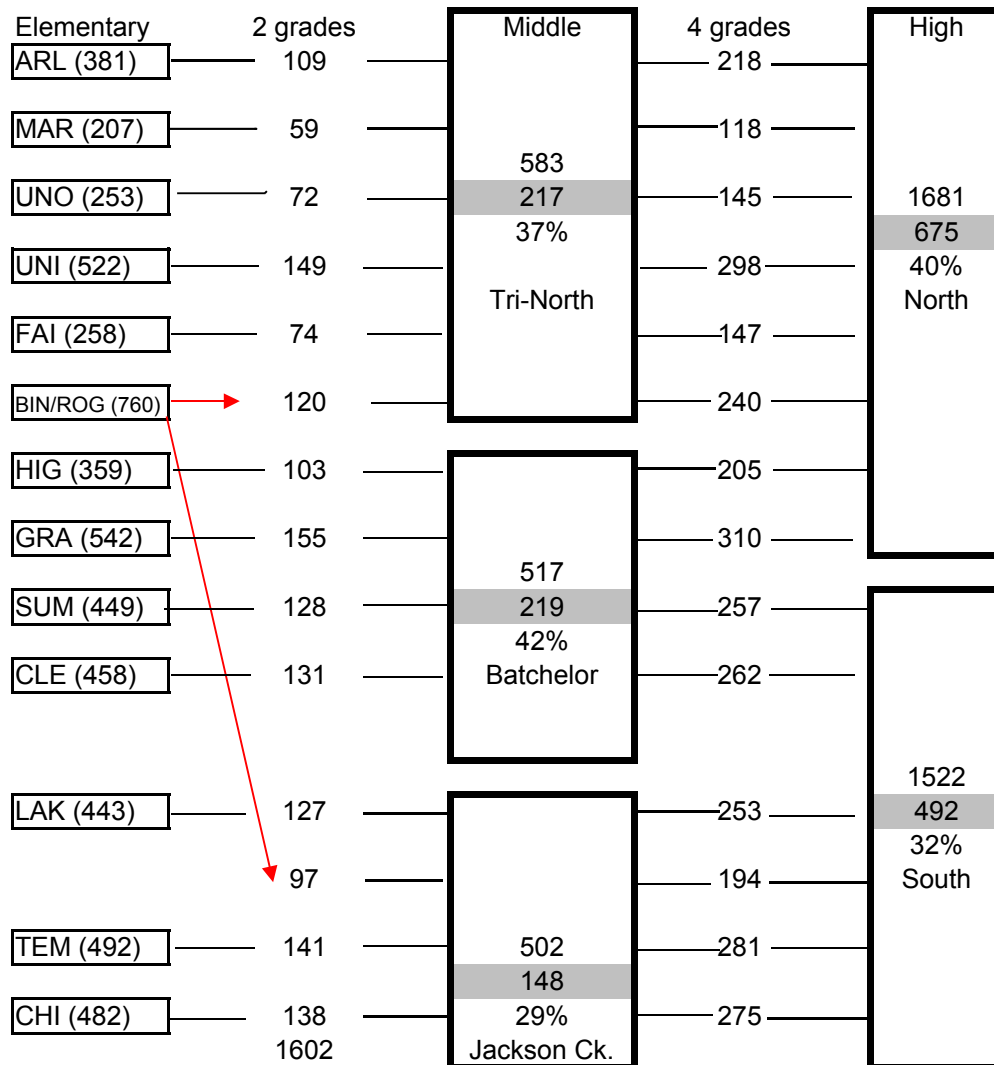 Elementary 2 grades Middle 4 grades High
ARL (381) 109 218
MAR (207) 59 118
583
UNO (253) 72 217 145 1681
37% 675
UNI (522) 149 298 40%
Tri-North North
FAI (258) 74 147
BIN/ROG (760) 120 240
HIG (359) 103 205
GRA (542) 155 310
517
SUM (449) 128 219 257
42%
CLE (458) 131 Batchelor 262
1522
LAK (443) 127 253 492
32%
97 194 South
TEM (492) 141 502 281
148
CHI (482) 138 29% 275
1602 Jackson Ck.